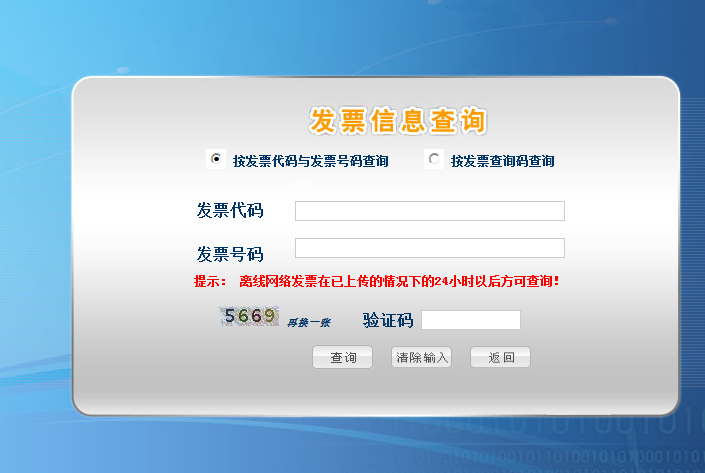 发票信息查询
按发票代码与发票号码查询 按发票查询码查询
发票代码
发票号码
提示： 离线网络发票在已上传的情况下的24小时以后方可查询！
5669 再换一张 验证码
查询 清除输入 返回